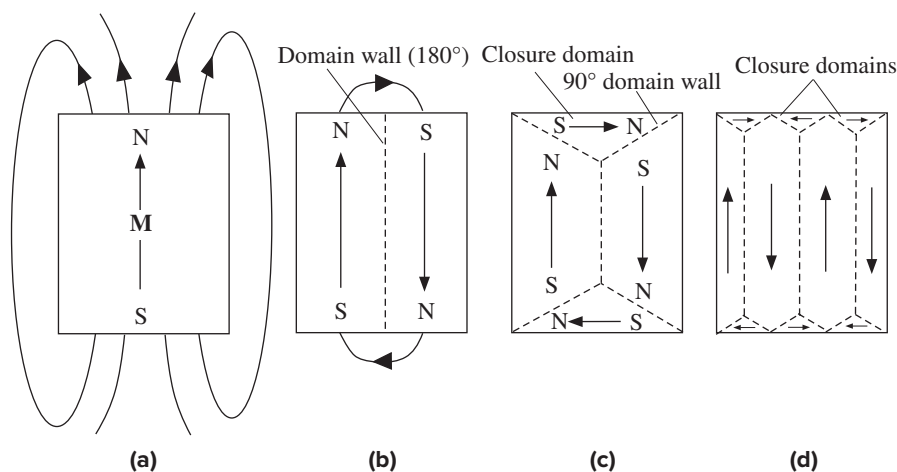 Domain wall (180°)
Closure domain
90° domain wall
Closure domains
N
M
S
N
S
S
N
S
N
N
S
S
N
N
S
(a)
(b)
(c)
(d)